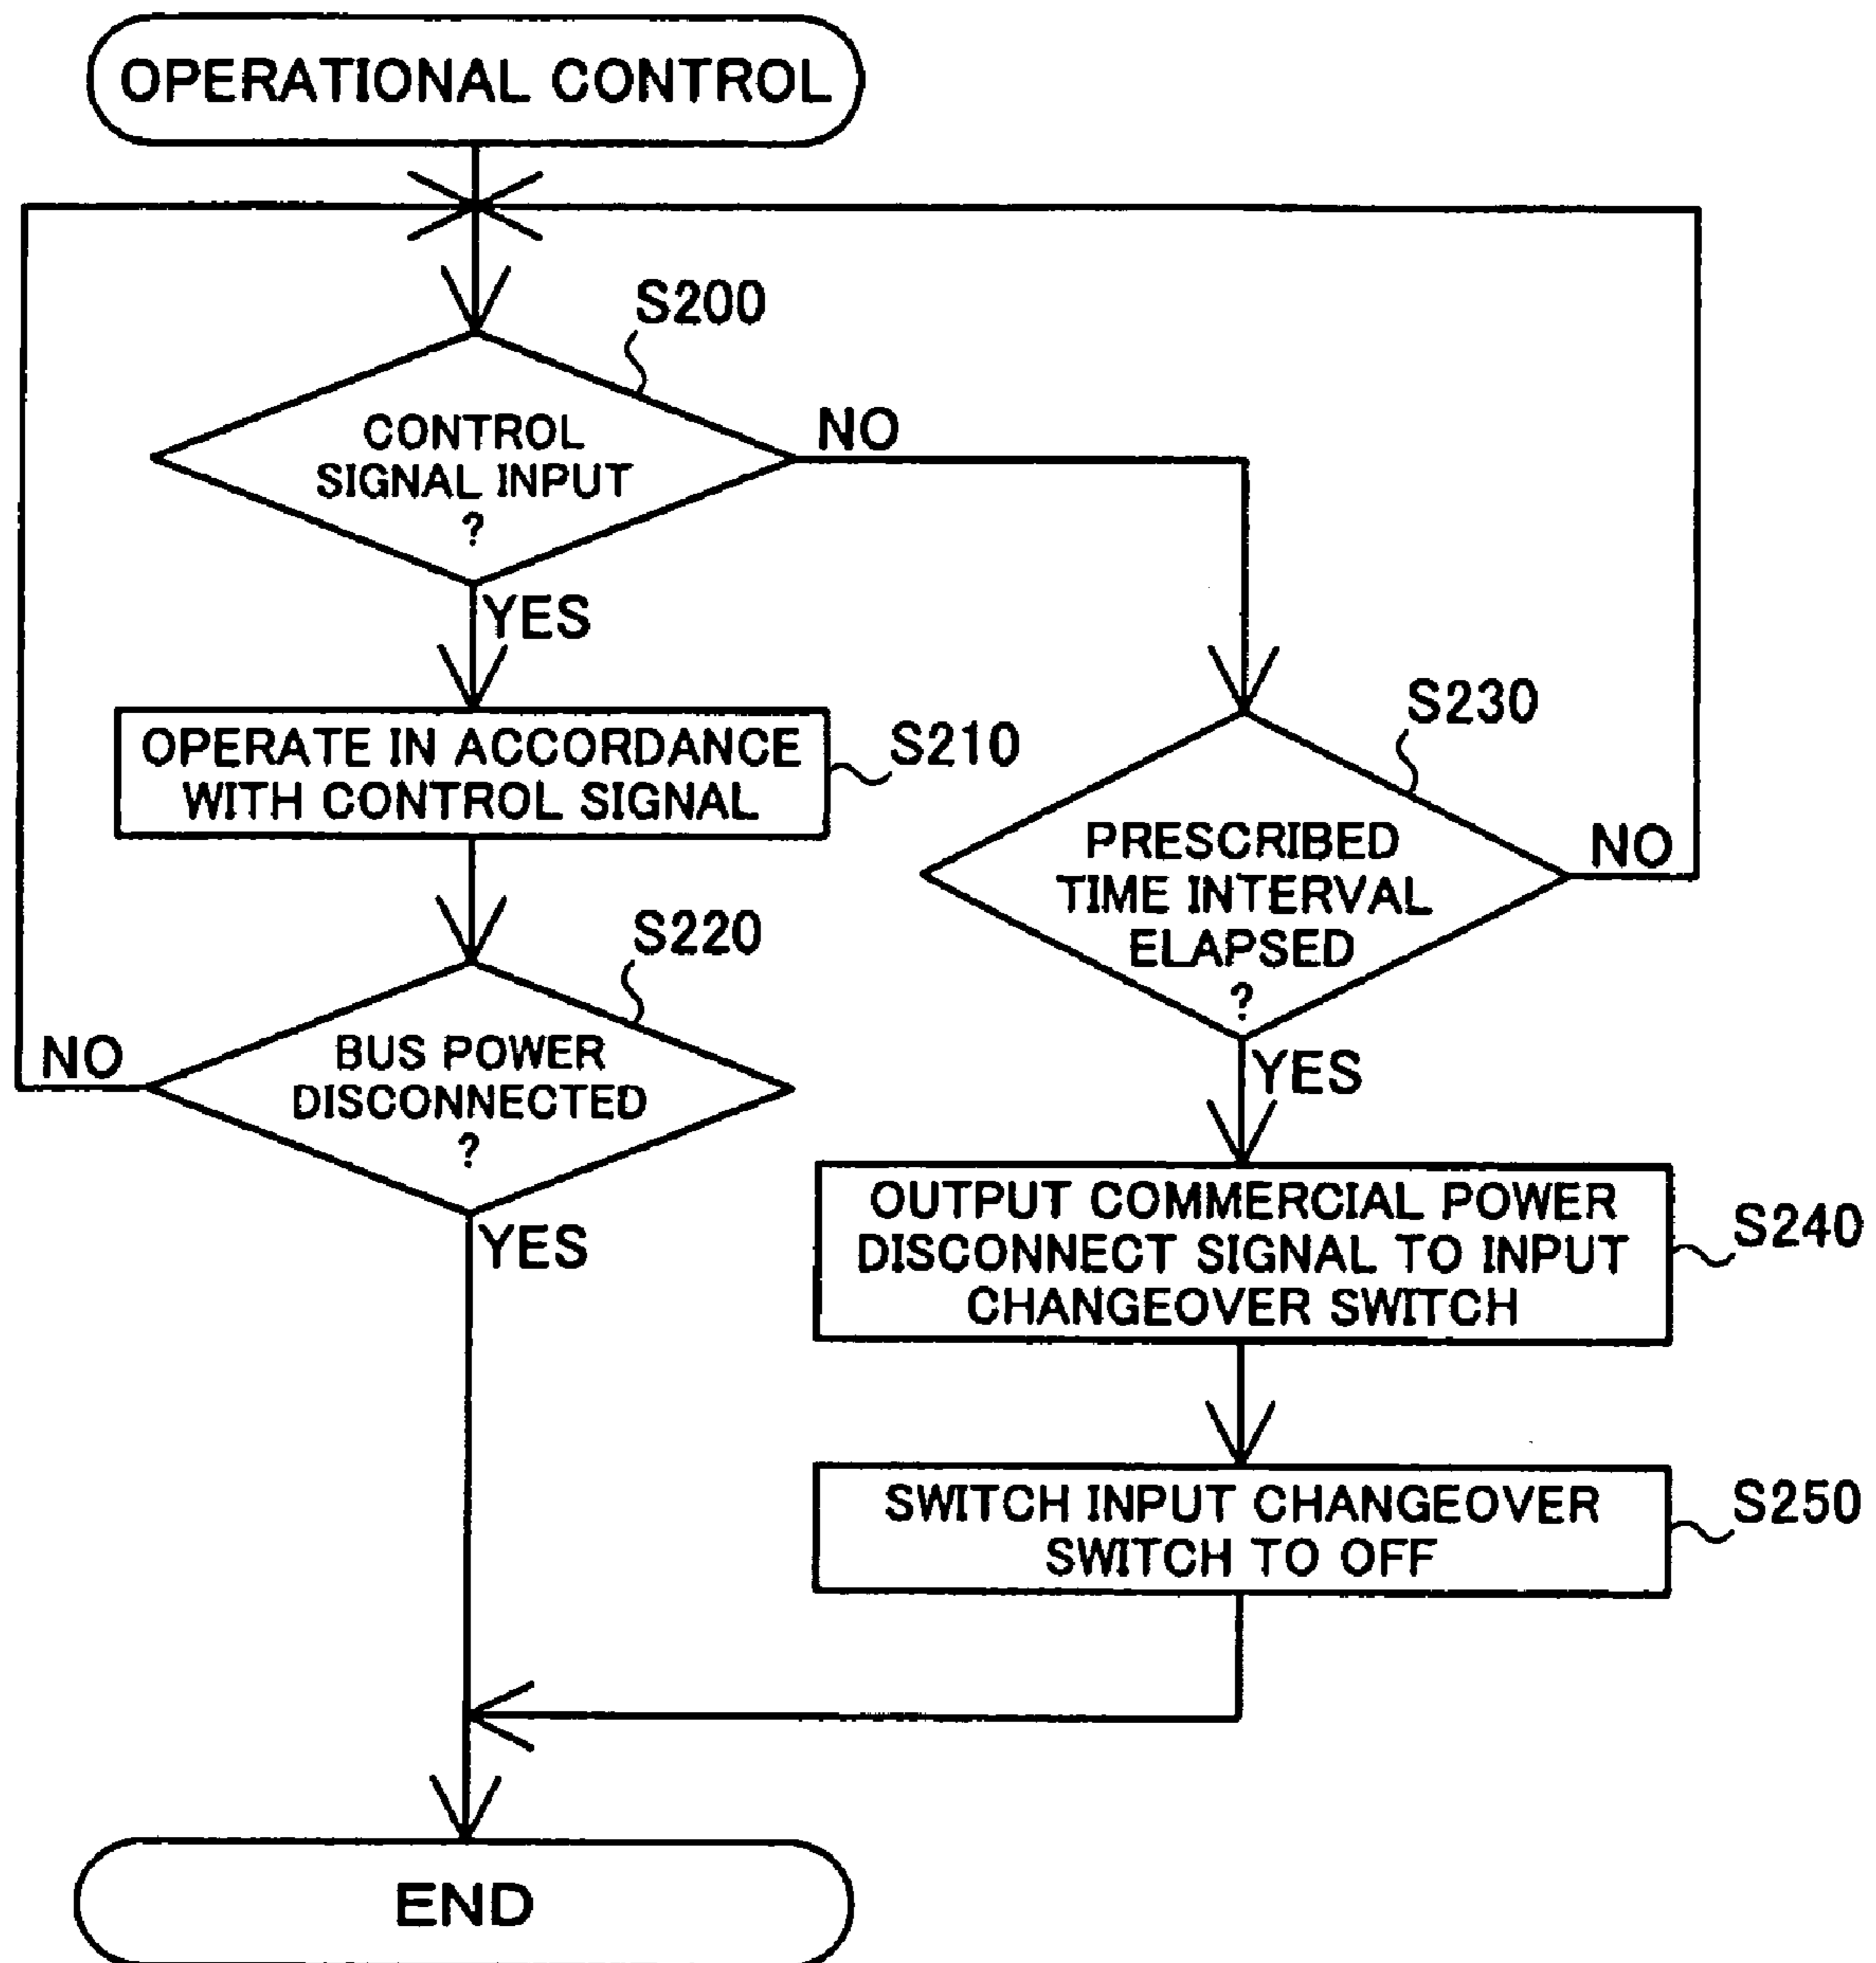 OPERATIONAL CONTROL
S200
CONTROL
SIGNAL INPUT
?
NO
YES
OPERATE IN ACCORDANCE
WITH CONTROL SIGNAL
S210
S230
PRESCRIBED
TIME INTERVAL
ELAPSED
?
NO
YES
S220
BUS POWER
DISCONNECTED
?
NO
YES
OUTPUT COMMERCIAL POWER
DISCONNECT SIGNAL TO INPUT
CHANGEOVER SWITCH
S240
SWITCH INPUT CHANGEOVER
SWITCH TO OFF
S250
END